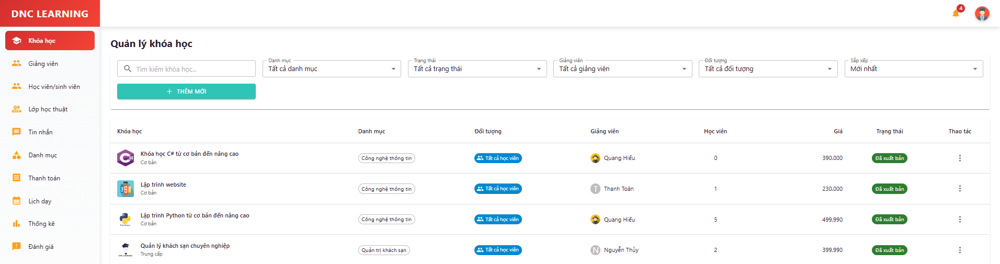 DNC LEARNING
4
Khóa học
Giảng viên
Học viên/sinh viên
Lớp học thuật
Tin nhắn
Danh mục
Thanh toán
Lịch dạy
Thống kê
Đánh giá
Quản lý khóa học
Tìm kiếm khóa học...
Danh mục
Tất cả danh mục
Trạng thái
Tất cả trạng thái
Giảng viên
Tất cả giảng viên
Đối tượng
Tất cả đối tượng
Sắp xếp
Mới nhất
+ THÊM MỚI
Khóa học Danh mục Đối tượng Giảng viên Học viên Giá Trạng thái Thao tác
Khóa học C# từ cơ bản đến nâng cao
Cơ bản
Công nghệ thông tin Tất cả học viên Quang Hiếu 0 390.000 Đã xuất bản
Lập trình website
Cơ bản
Công nghệ thông tin Tất cả học viên T Thanh Toàn 1 230.000 Đã xuất bản
Lập trình Python từ cơ bản đến nâng cao
Cơ bản
Công nghệ thông tin Tất cả học viên Quang Hiếu 5 499.990 Đã xuất bản
Quản lý khách sạn chuyên nghiệp
Trung cấp
Quản trị khách sạn Tất cả học viên N Nguyễn Thủy 2 399.990 Đã xuất bản
C#
5
python
DNC LEARNING